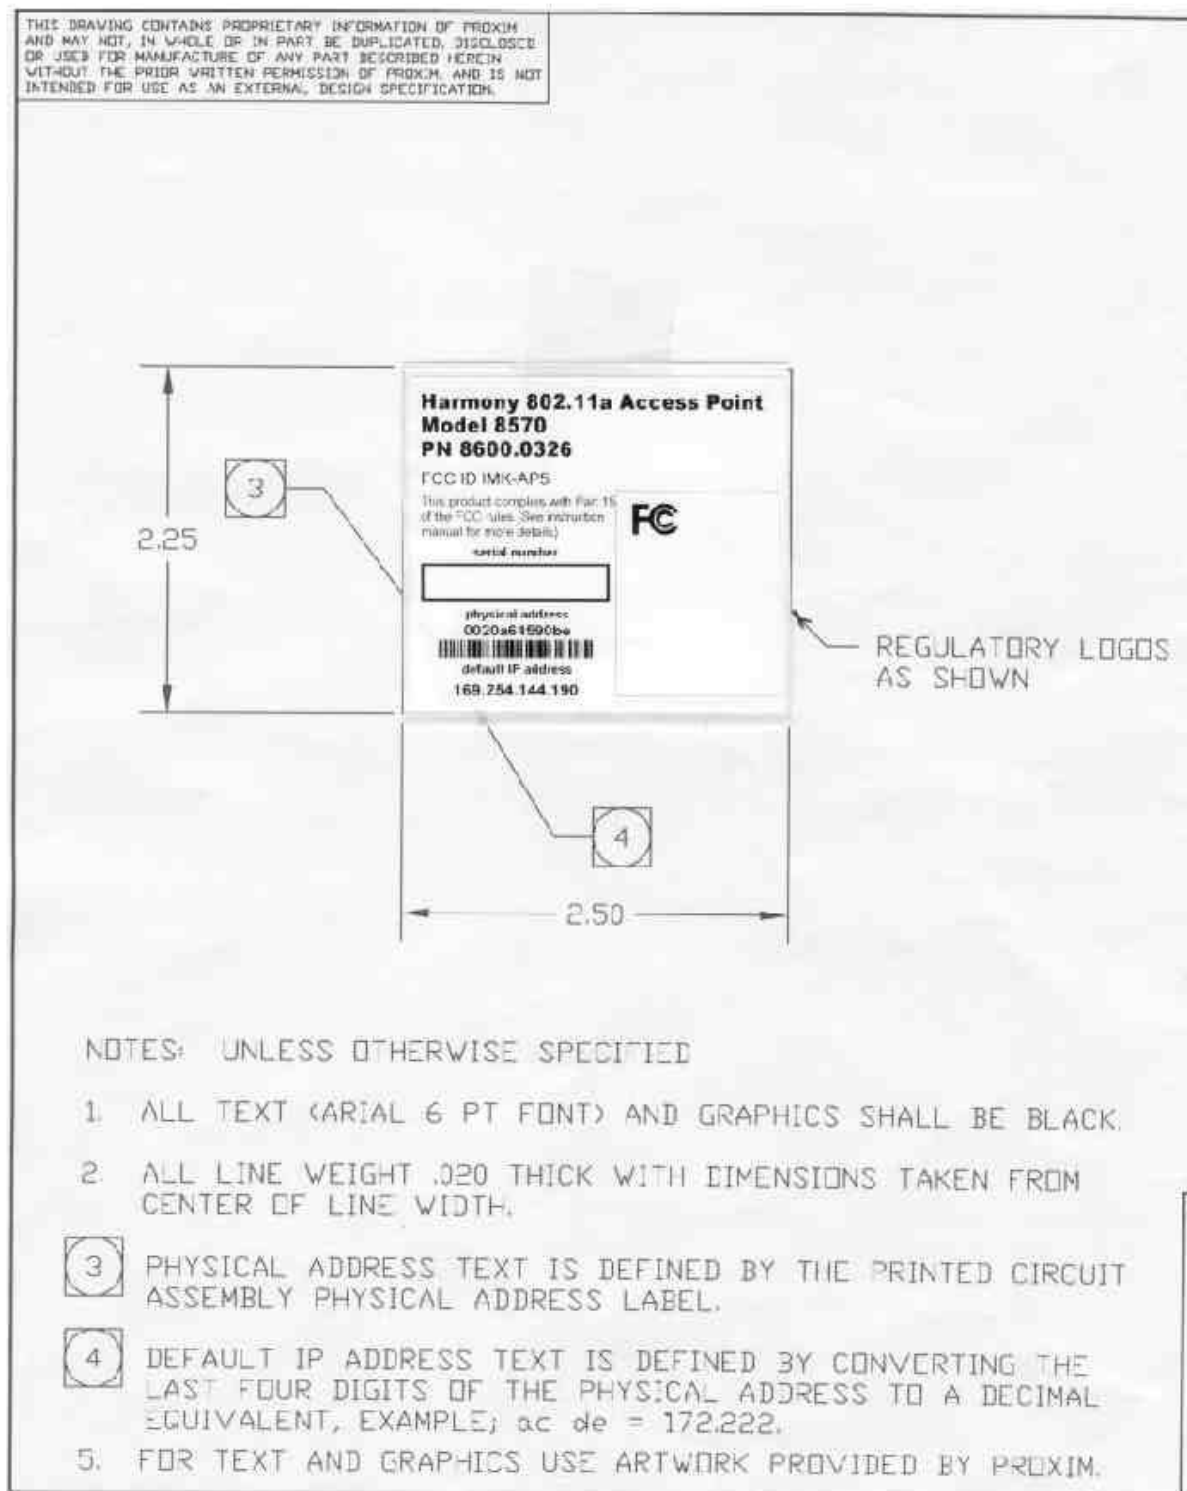 THIS DRAWING CONTAINS PROPRIETARY INFORMATION OF PROXIM
AND MAY NOT, IN WHOLE OR IN PART BE DUPLICATED, DISCLOSED
OR USED FOR MANUFACTURE OF ANY PART DESCRIBED HEREIN
WITHOUT THE PRIOR WRITTEN PERMISSION OF PROXIM, AND IS NOT
INTENDED FOR USE AS AN EXTERNAL DESIGN SPECIFICATION.
Harmony 802.11a Access Point
Model 8570
PN 8600.0326
FCC ID IMK-AP5
This product complies with Part 15
of the FCC rules. (See instruction
manual for more details)
FC
serial number
physical address
0020a61590be
default IP address
169.254.144.190
3
2.25
REGULATORY LOGOS
AS SHOWN
4
2.50
NOTES: UNLESS OTHERWISE SPECIFIED
1. ALL TEXT (ARIAL 6 PT FONT) AND GRAPHICS SHALL BE BLACK.
2. ALL LINE WEIGHT .020 THICK WITH DIMENSIONS TAKEN FROM
CENTER OF LINE WIDTH.
3 PHYSICAL ADDRESS TEXT IS DEFINED BY THE PRINTED CIRCUIT
ASSEMBLY PHYSICAL ADDRESS LABEL.
4 DEFAULT IP ADDRESS TEXT IS DEFINED BY CONVERTING THE
LAST FOUR DIGITS OF THE PHYSICAL ADDRESS TO A DECIMAL
EQUIVALENT, EXAMPLE; ac de = 172.222.
5. FOR TEXT AND GRAPHICS USE ARTWORK PROVIDED BY PROXIM.